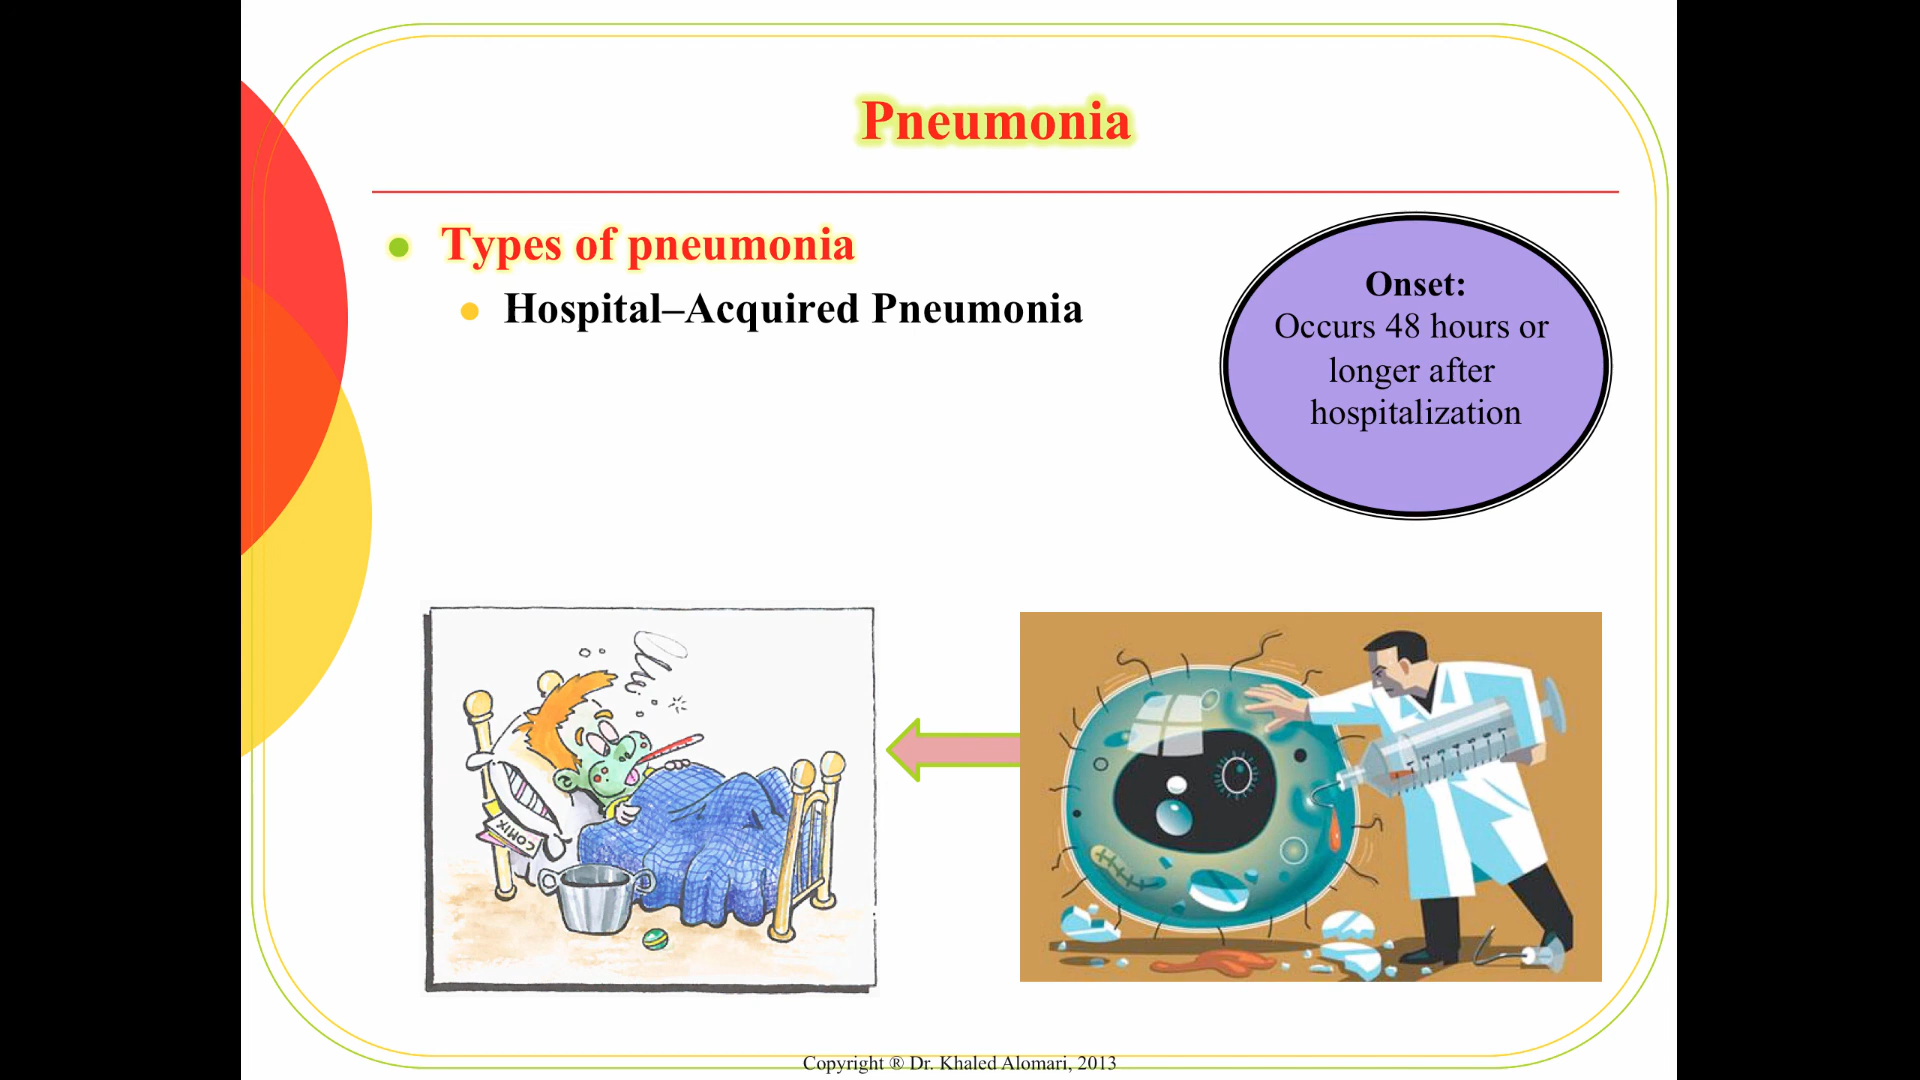 Pneumonia
Types of pneumonia
Hospital–Acquired Pneumonia
Onset:
Occurs 48 hours or
longer after
hospitalization
COMIX
Copyright ® Dr. Khaled Alomari, 2013